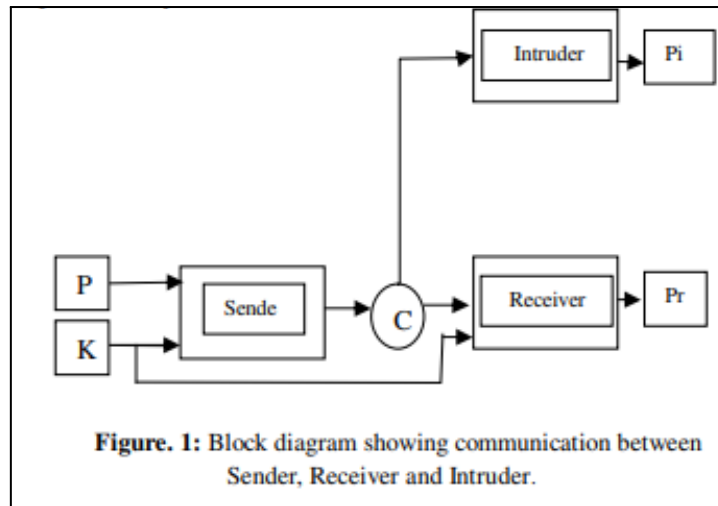 Intruder
Pi
P
Sende
C
Receiver
Pr
K
Figure. 1: Block diagram showing communication between
Sender, Receiver and Intruder.